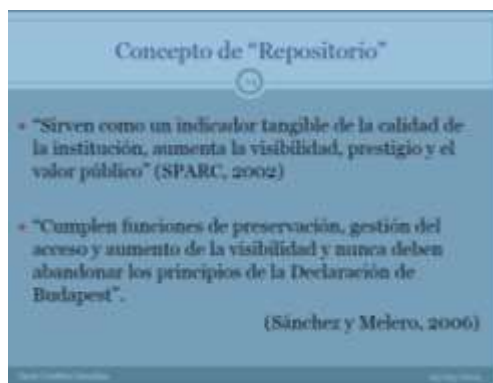 Concepto de "Repositorio"
• "Sirven como un indicador tangible de la calidad de
la institución, aumenta la visibilidad, prestigio y el
valor público" (SPARC, 2002)
• "Cumplen funciones de preservación, gestión del
acceso y aumento de la visibilidad y nunca deben
abandonar los principios de la Declaración de
Budapest".
(Sánchez y Melero, 2006)